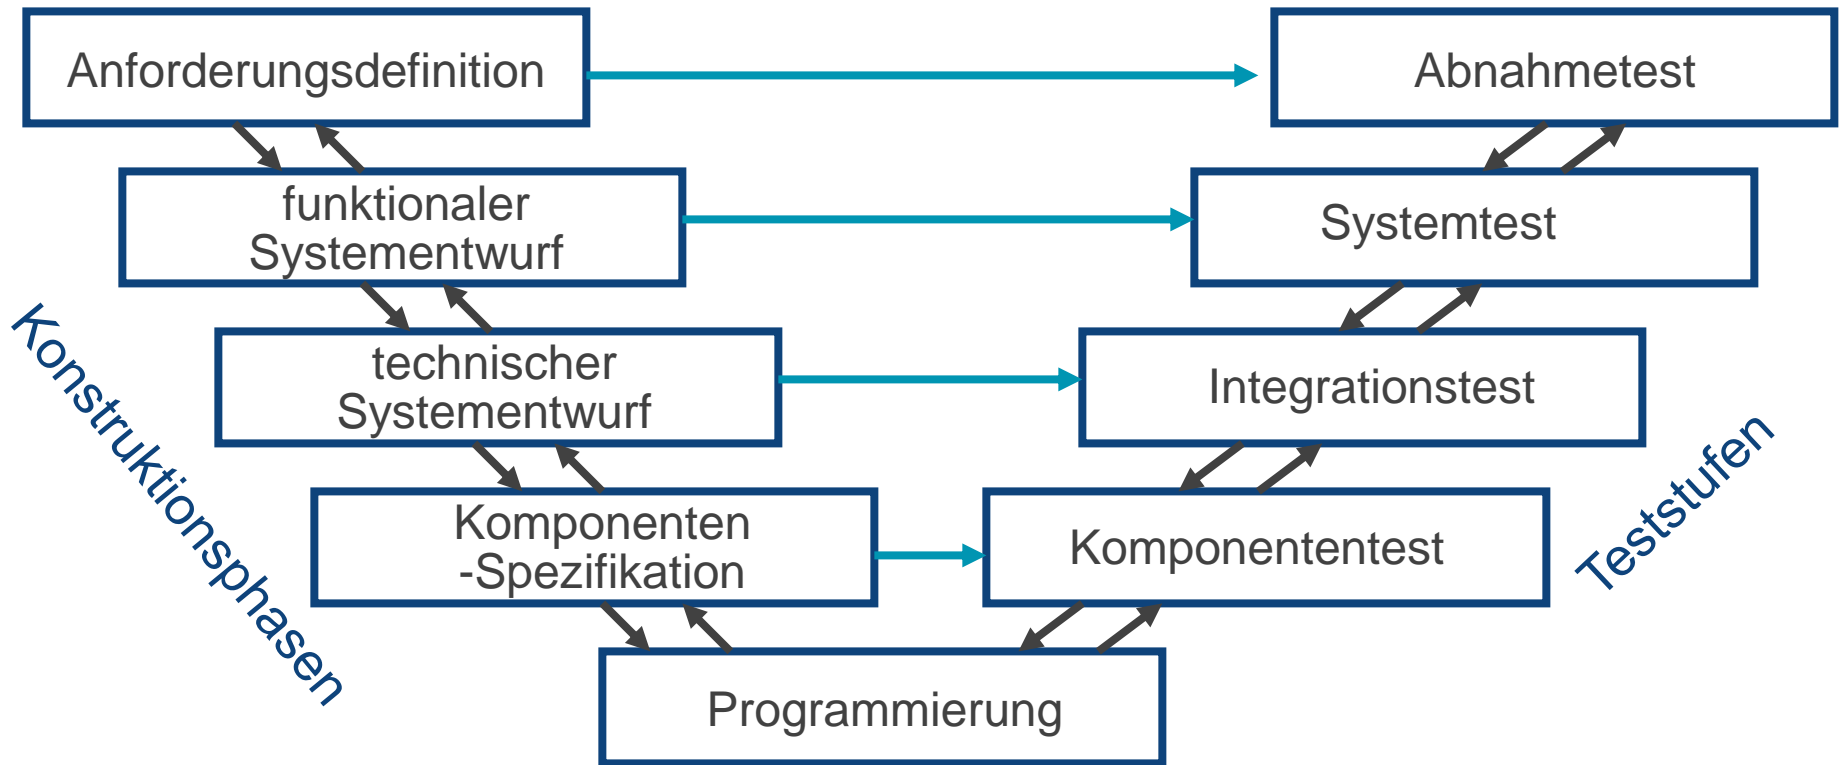 Anforderungsdefinition
Abnahmetest
funktionaler
Systementwurf
Systemtest
technischer
Systementwurf
Integrationstest
Komponenten
-Spezifikation
Komponententest
Programmierung
Konstruktionsphasen
Teststufen